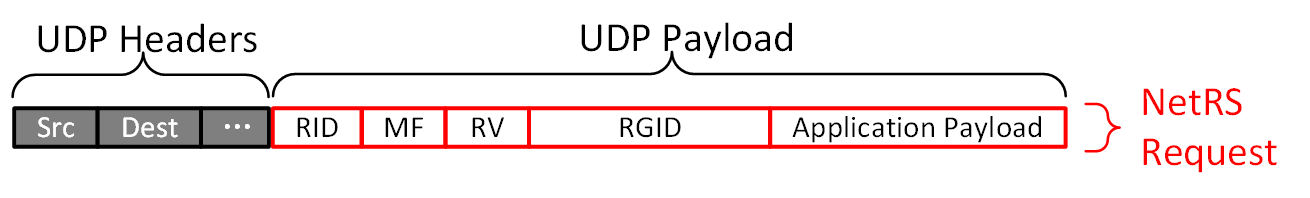 UDP Headers
UDP Payload
Src Dest ... RID MF RV RGID Application Payload
NetRS
Request